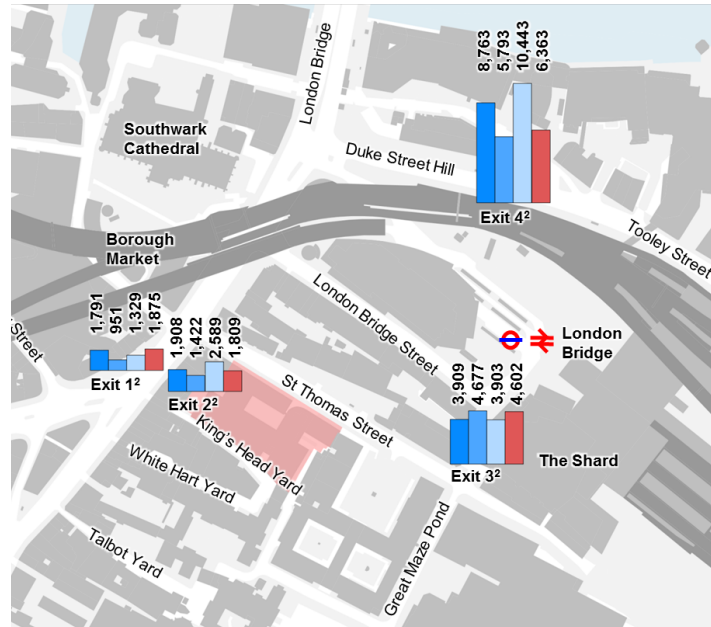 London Bridge
8,763
5,793
10,443
6,363
Southwark
Cathedral
Duke Street Hill
Exit 4²
Tooley Street
Borough
Market
London Bridge Street
1,791
951
1,329
1,875
1,908
1,422
2,589
1,809
London
Bridge
Street
Exit 1²
Exit 2²
St Thomas Street
3,909
4,677
3,903
4,602
King's Head Yard
White Hart Yard
Exit 3²
The Shard
Talbot Yard
Great Maze Pond